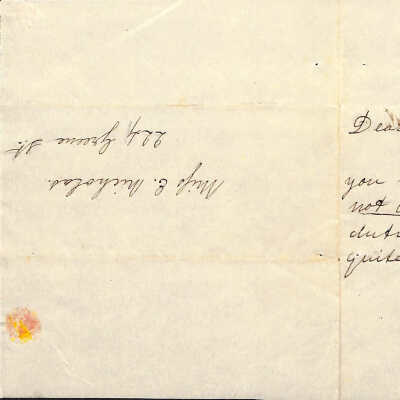 Miss E. Nicholas.
224 Greene St.
Dear
you
not
duti
quite